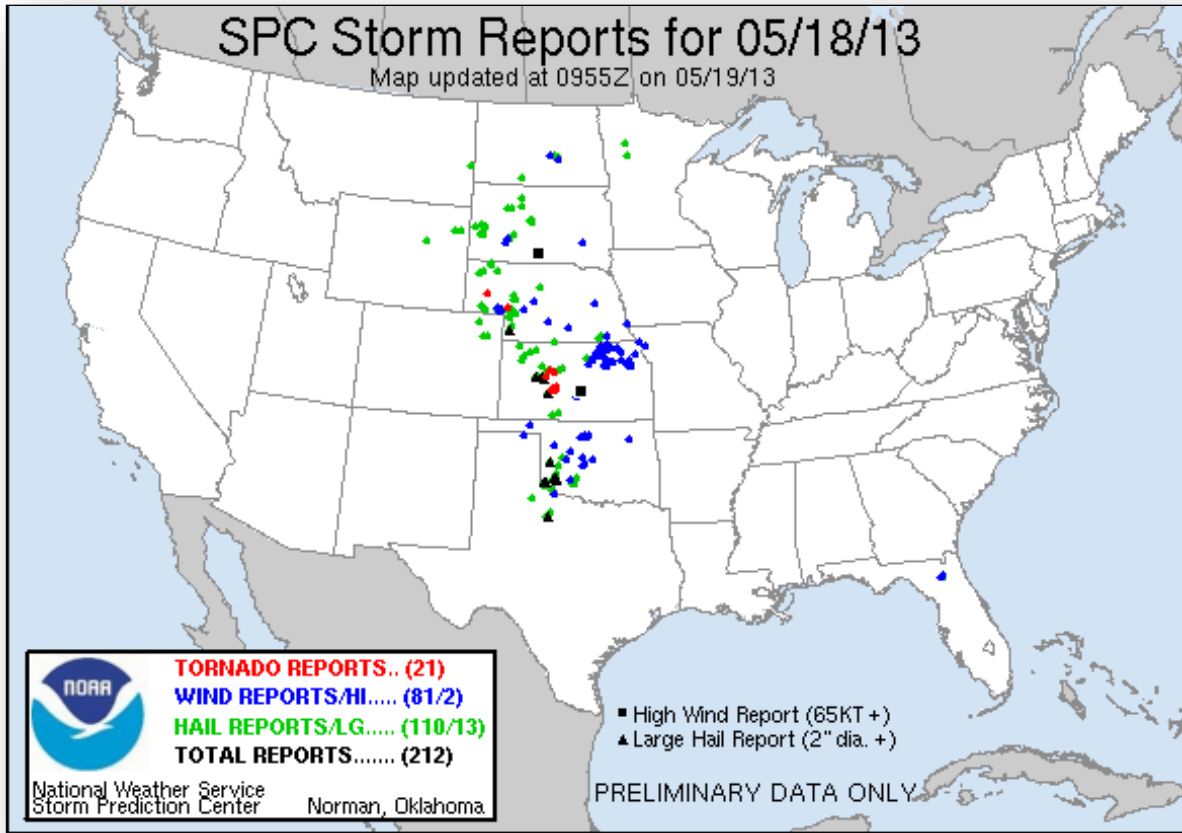 SPC Storm Reports for 05/18/13
Map updated at 0955Z on 05/19/13
NOAA
TORNADO REPORTS.. (21)
WIND REPORTS/HI..... (81/2)
HAIL REPORTS/LG..... (110/13)
TOTAL REPORTS....... (212)
National Weather Service
Storm Prediction Center Norman, Oklahoma
High Wind Report (65KT +)
Large Hail Report (2" dia. +)
PRELIMINARY DATA ONLY